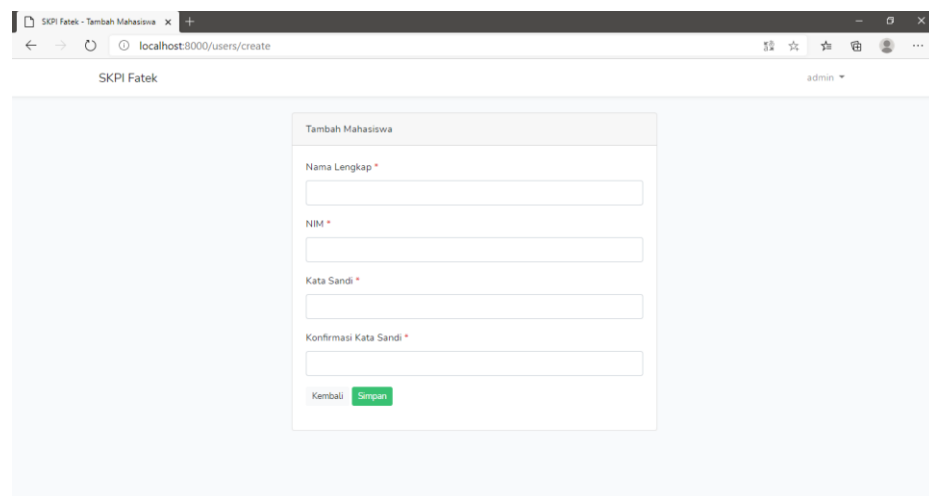 SKPI Fatek - Tambah Mahasiswa
localhost:8000/users/create
SKPI Fatek
admin
Tambah Mahasiswa
Nama Lengkap *
NIM *
Kata Sandi *
Konfirmasi Kata Sandi *
Kembali Simpan